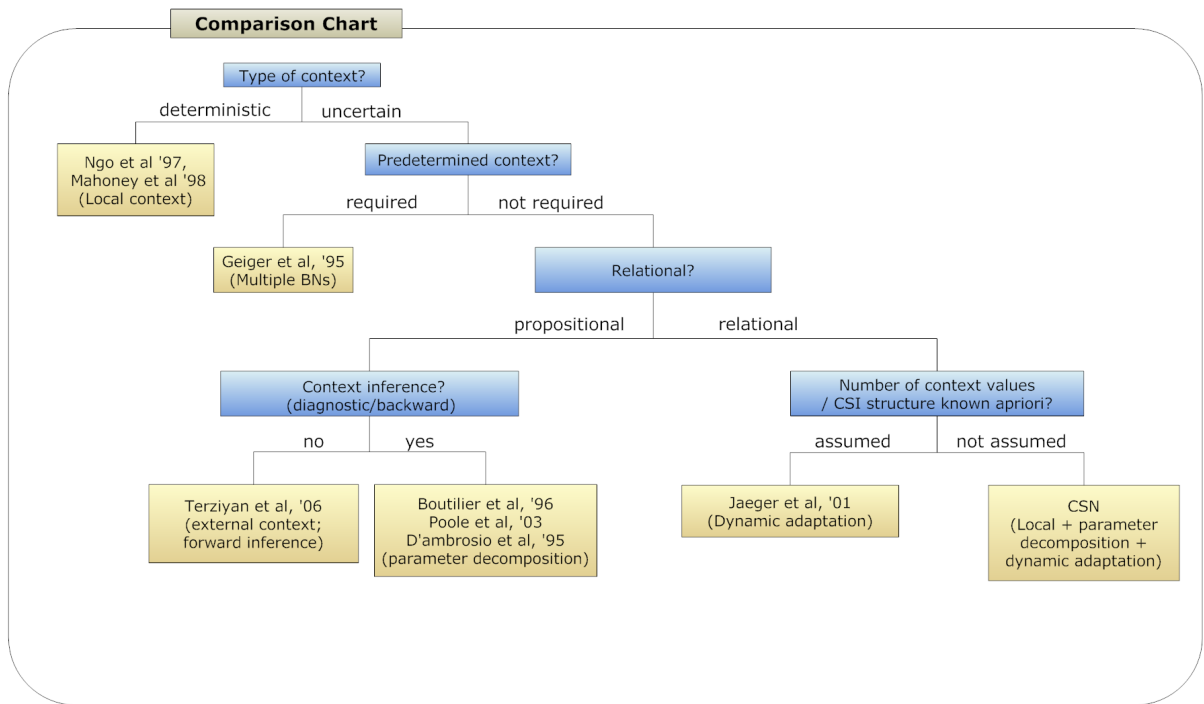 Comparison Chart
Type of context?
deterministic
uncertain
Ngo et al '97,
Mahoney et al '98
(Local context)
Predetermined context?
required
not required
Geiger et al, '95
(Multiple BNs)
Relational?
propositional
relational
Context inference?
(diagnostic/backward)
Number of context values
/ CSI structure known apriori?
no
yes
assumed
not assumed
Terziyan et al, '06
(external context;
forward inference)
Boutilier et al, '96
Poole et al, '03
D'ambrosio et al, '95
(parameter decomposition)
Jaeger et al, '01
(Dynamic adaptation)
CSN
(Local + parameter
decomposition +
dynamic adaptation)